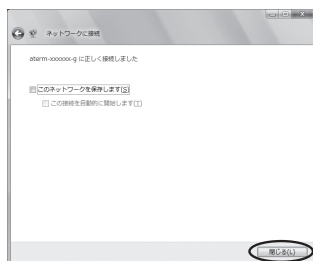 ネットワークに接続
aterm-xxxxxx-g に正しく接続しました
このネットワークを保存します(S)
この接続を自動的に開始します(T)
閉じる(L)